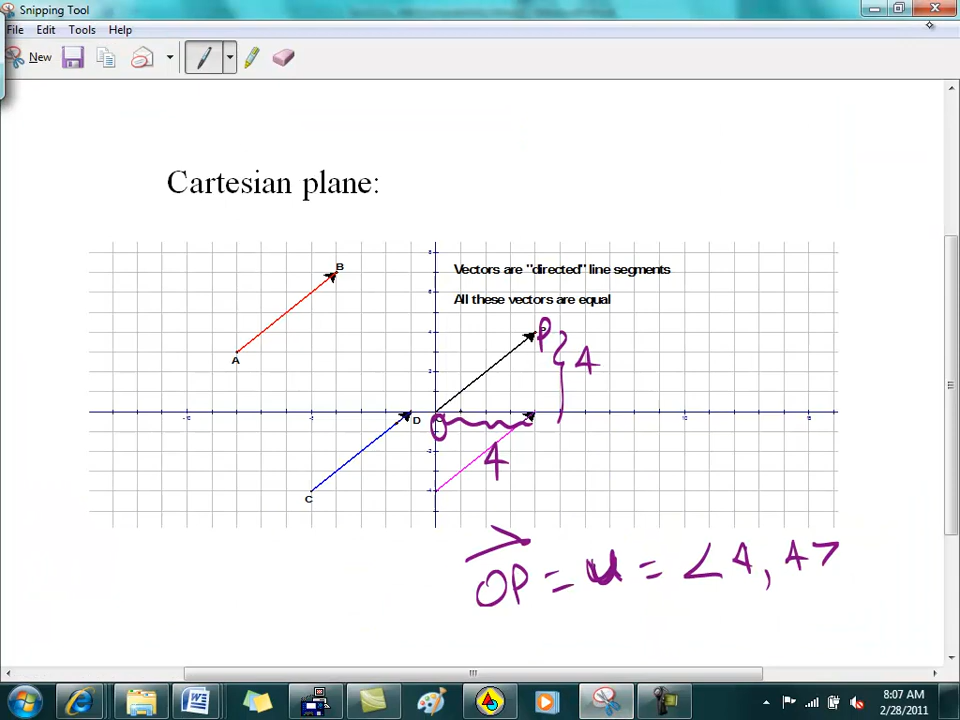 Snipping Tool
File Edit Tools Help
New
Cartesian plane:
B
Vectors are "directed" line segments
All these vectors are equal
A
P
4
D
O
4
C
OP = u = <4, 4>
8:07 AM
2/28/2011